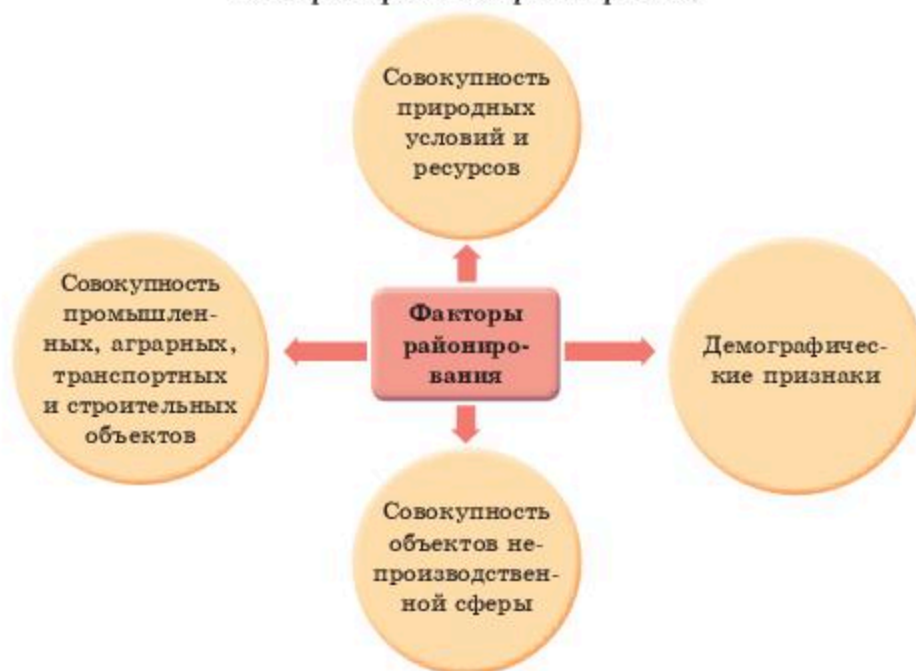 Совокупность
природных
условий и
ресурсов
Совокупность
промышлен-
ных, аграрных,
транспортных
и строительных
объектов
Факторы
райониро-
вания
Демографичес-
кие признаки
Совокупность
объектов не-
производствен-
ной сферы